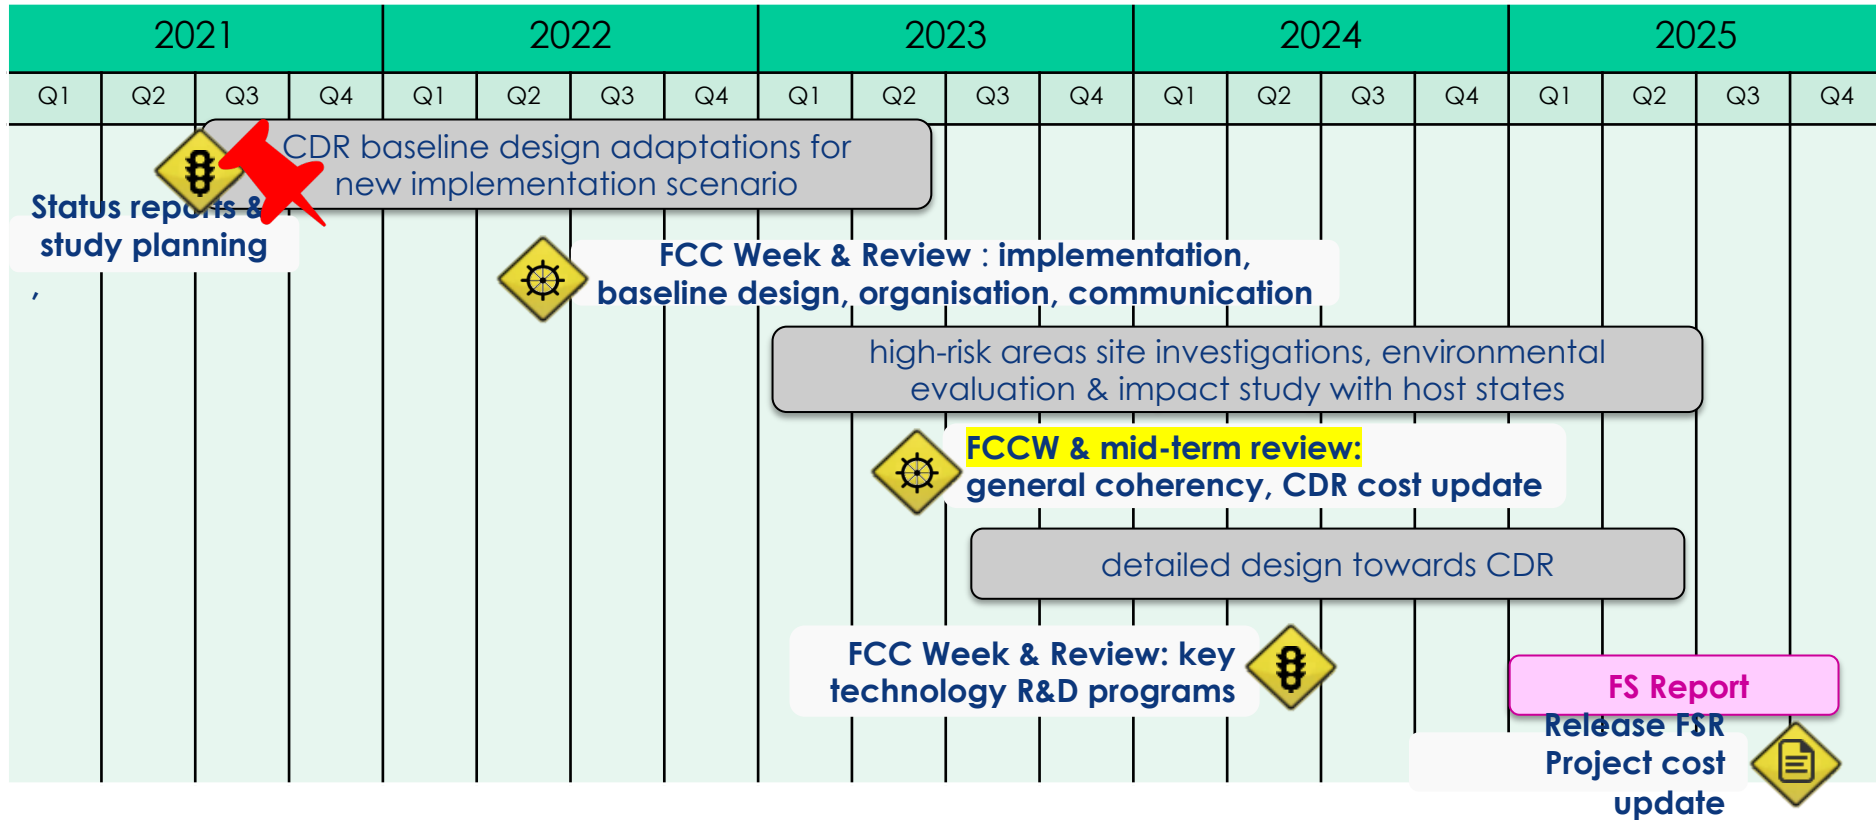 2021 2022 2023 2024 2025
Q1 Q2 Q3 Q4 Q1 Q2 Q3 Q4 Q1 Q2 Q3 Q4 Q1 Q2 Q3 Q4 Q1 Q2 Q3 Q4
CDR baseline design adaptations for
new implementation scenario
Status reports &
study planning
,
FCC Week & Review : implementation,
baseline design, organisation, communication
high-risk areas site investigations, environmental
evaluation & impact study with host states
FCCW & mid-term review:
general coherency, CDR cost update
detailed design towards CDR
FCC Week & Review: key
technology R&D programs
FS Report
Release FSR
Project cost
update